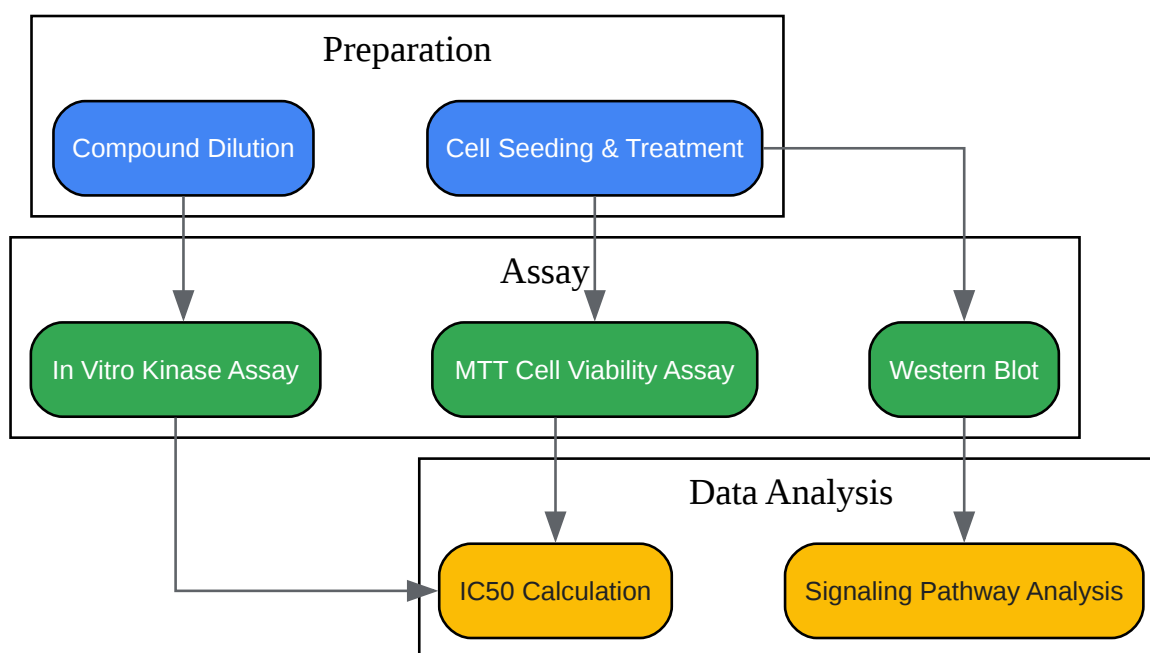 Preparation
Compound Dilution
Cell Seeding & Treatment
Assay
In Vitro Kinase Assay
MTT Cell Viability Assay
Western Blot
Data Analysis
IC50 Calculation
Signaling Pathway Analysis